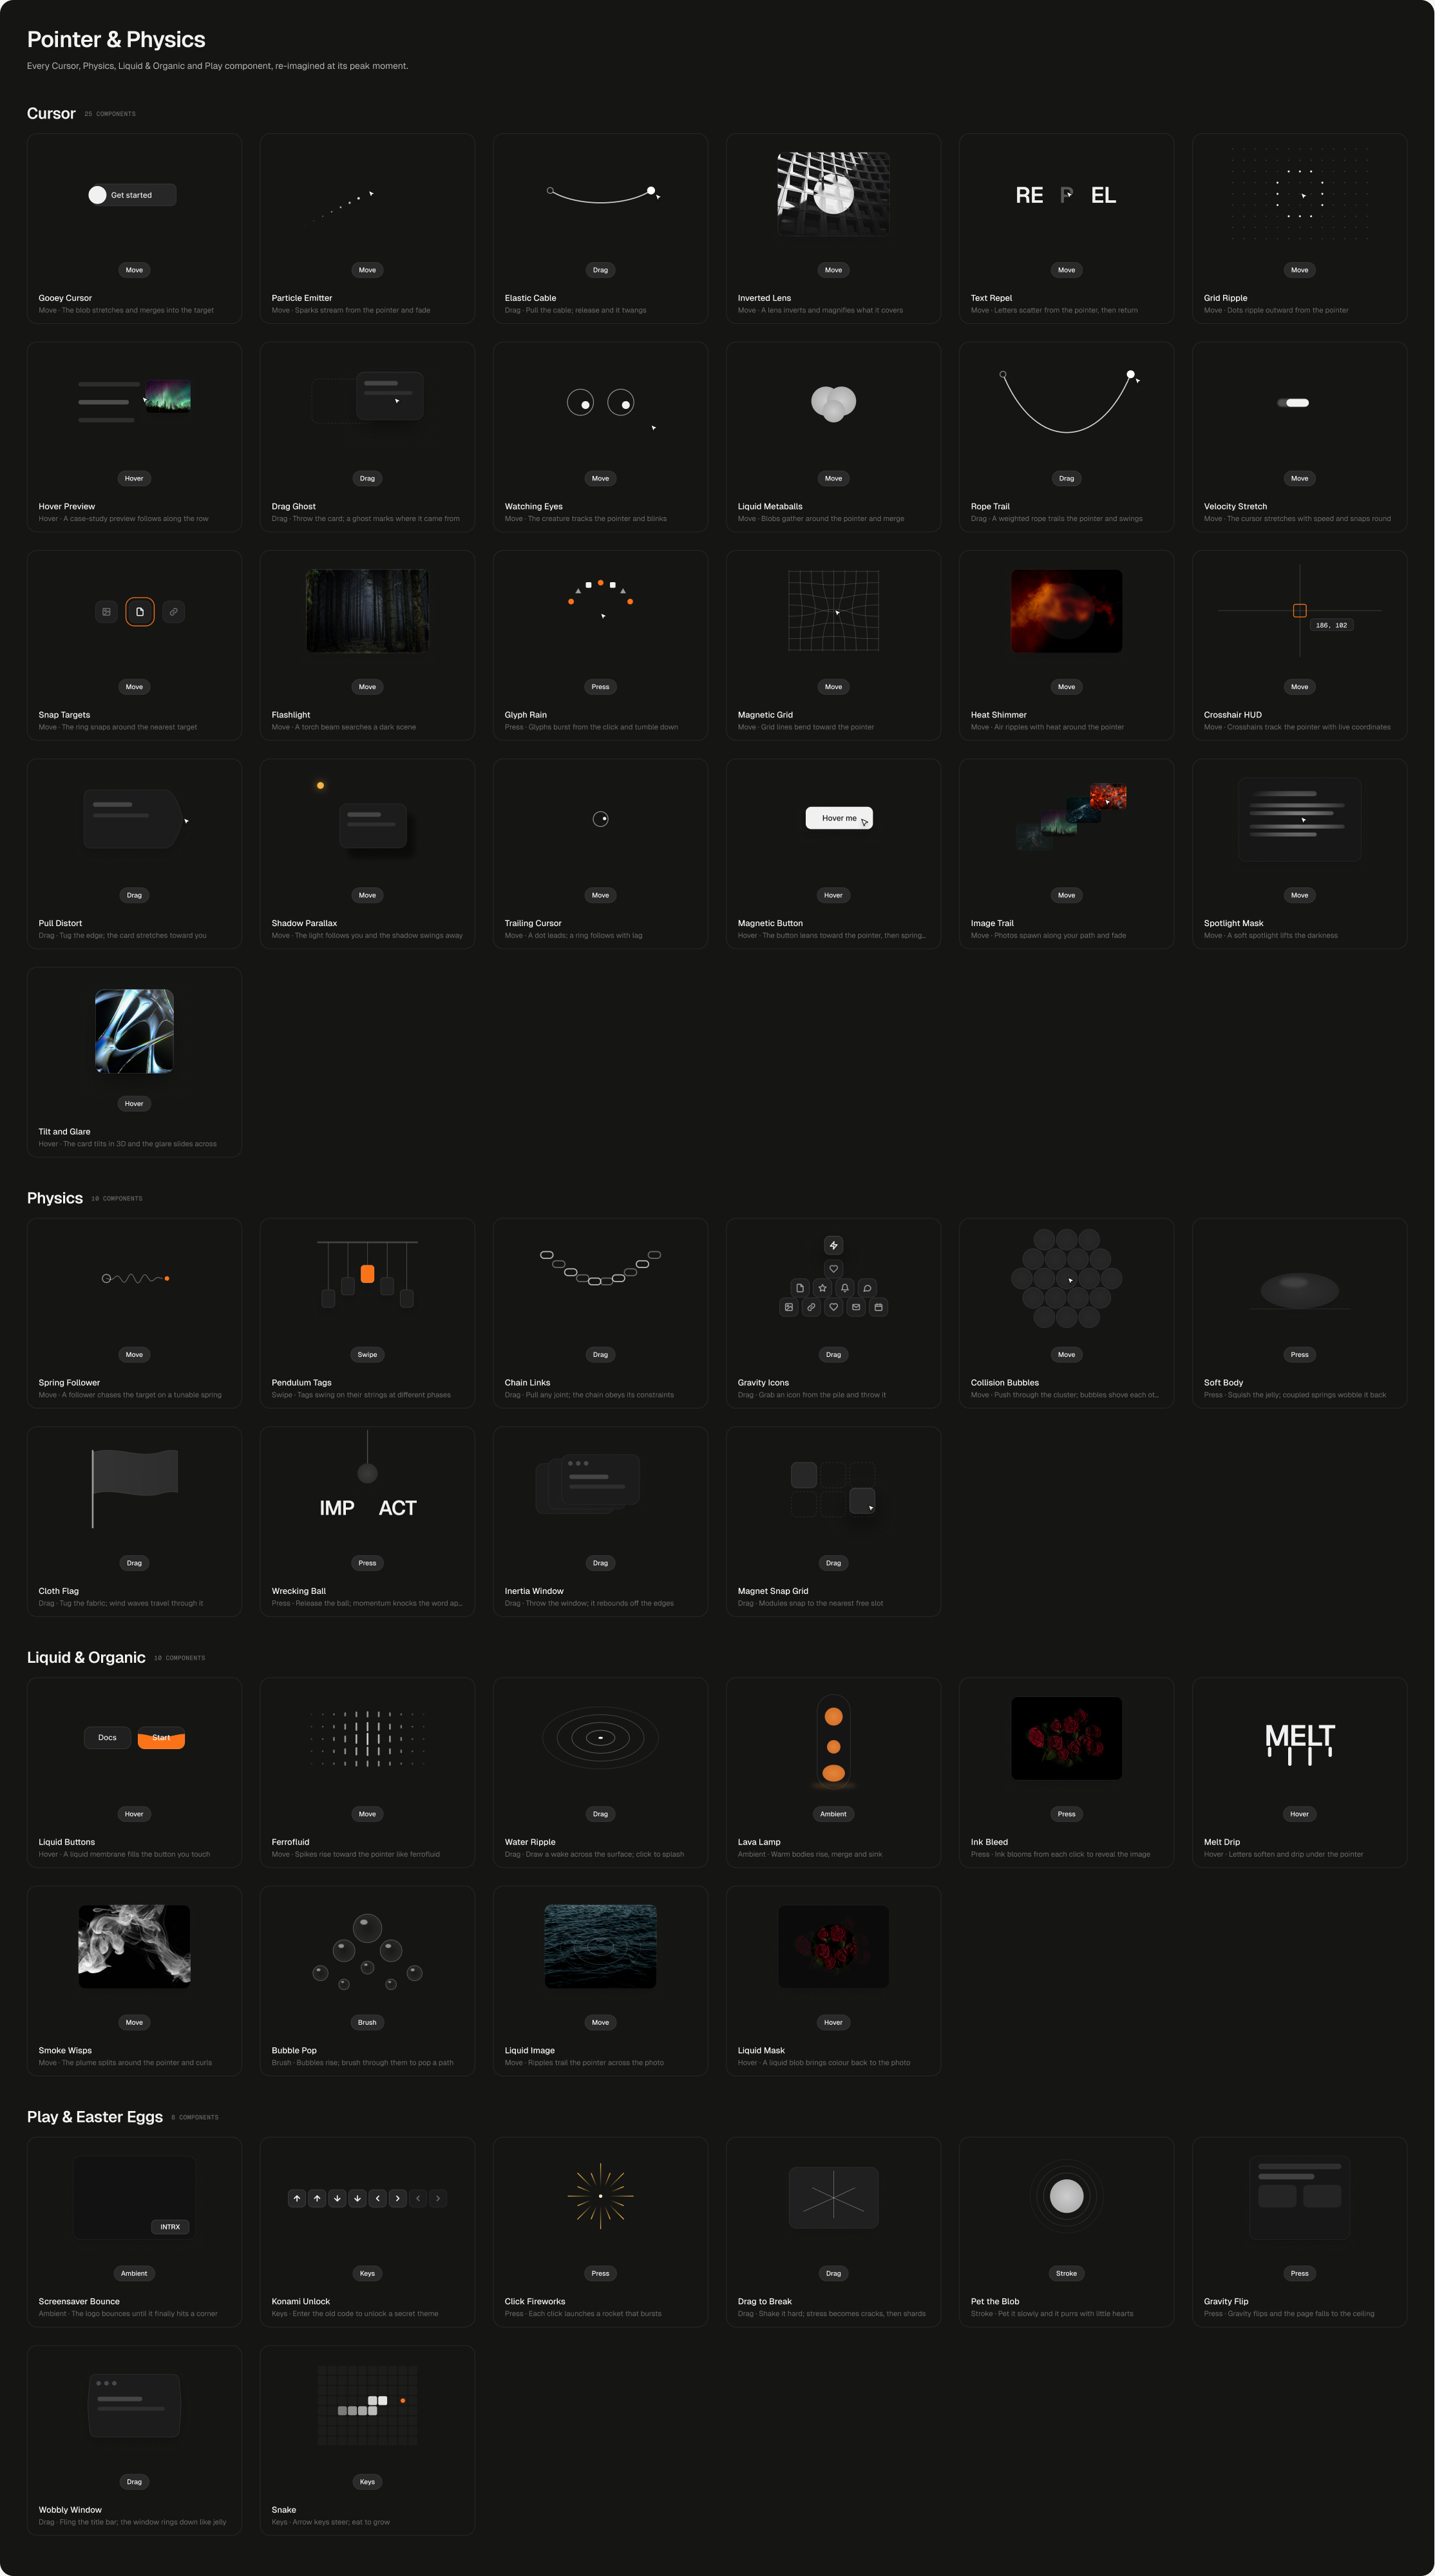 Pointer & Physics
Every Cursor, Physics, Liquid & Organic and Play component, re-imagined at its peak moment.
Cursor 25 COMPONENTS
Get started
Move
Gooey Cursor
Move · The blob stretches and merges into the target
Move
Particle Emitter
Move · Sparks stream from the pointer and fade
Drag
Elastic Cable
Drag · Pull the cable; release and it twangs
Move
Inverted Lens
Move · A lens inverts and magnifies what it covers
RE P EL
Move
Text Repel
Move · Letters scatter from the pointer, then return
Move
Grid Ripple
Move · Dots ripple outward from the pointer
Hover
Hover Preview
Hover · A case-study preview follows along the row
Drag
Drag Ghost
Drag · Throw the card; a ghost marks where it came from
Move
Watching Eyes
Move · The creature tracks the pointer and blinks
Move
Liquid Metaballs
Move · Blobs gather around the pointer and merge
Drag
Rope Trail
Drag · A weighted rope trails the pointer and swings
Move
Velocity Stretch
Move · The cursor stretches with speed and snaps round
Move
Snap Targets
Move · The ring snaps around the nearest target
Move
Flashlight
Move · A torch beam searches a dark scene
Press
Glyph Rain
Press · Glyphs burst from the click and tumble down
Move
Magnetic Grid
Move · Grid lines bend toward the pointer
Move
Heat Shimmer
Move · Air ripples with heat around the pointer
186, 102
Move
Crosshair HUD
Move · Crosshairs track the pointer with live coordinates
Drag
Pull Distort
Drag · Tug the edge; the card stretches toward you
Move
Shadow Parallax
Move · The light follows you and the shadow swings away
Move
Trailing Cursor
Move · A dot leads; a ring follows with lag
Hover me
Hover
Magnetic Button
Hover · The button leans toward the pointer, then spring...
Move
Image Trail
Move · Photos spawn along your path and fade
Move
Spotlight Mask
Move · A soft spotlight lifts the darkness
Hover
Tilt and Glare
Hover · The card tilts in 3D and the glare slides across
Physics 10 COMPONENTS
Move
Spring Follower
Move · A follower chases the target on a tunable spring
Swipe
Pendulum Tags
Swipe · Tags swing on their strings at different phases
Drag
Chain Links
Drag · Pull any joint; the chain obeys its constraints
Drag
Gravity Icons
Drag · Grab an icon from the pile and throw it
Move
Collision Bubbles
Move · Push through the cluster; bubbles shove each ot...
Press
Soft Body
Press · Squish the jelly; coupled springs wobble it back
Drag
Cloth Flag
Drag · Tug the fabric; wind waves travel through it
IMP ACT
Press
Wrecking Ball
Press · Release the ball; momentum knocks the word ap...
Drag
Inertia Window
Drag · Throw the window; it rebounds off the edges
Drag
Magnet Snap Grid
Drag · Modules snap to the nearest free slot
Liquid & Organic 10 COMPONENTS
Docs
Start
Hover
Liquid Buttons
Hover · A liquid membrane fills the button you touch
Move
Ferrofluid
Move · Spikes rise toward the pointer like ferrofluid
Drag
Water Ripple
Drag · Draw a wake across the surface; click to splash
Ambient
Lava Lamp
Ambient · Warm bodies rise, merge and sink
Press
Ink Bleed
Press · Ink blooms from each click to reveal the image
MELT
Hover
Melt Drip
Hover · Letters soften and drip under the pointer
Move
Smoke Wisps
Move · The plume splits around the pointer and curls
Brush
Bubble Pop
Brush · Bubbles rise; brush through them to pop a path
Move
Liquid Image
Move · Ripples trail the pointer across the photo
Hover
Liquid Mask
Hover · A liquid blob brings colour back to the photo
Play & Easter Eggs 8 COMPONENTS
INTRX
Ambient
Screensaver Bounce
Ambient · The logo bounces until it finally hits a corner
Keys
Konami Unlock
Keys · Enter the old code to unlock a secret theme
Press
Click Fireworks
Press · Each click launches a rocket that bursts
Drag
Drag to Break
Drag · Shake it hard; stress becomes cracks, then shards
Stroke
Pet the Blob
Stroke · Pet it slowly and it purrs with little hearts
Press
Gravity Flip
Press · Gravity flips and the page falls to the ceiling
Drag
Wobbly Window
Drag · Fling the title bar; the window rings down like jelly
Keys
Snake
Keys · Arrow keys steer; eat to grow